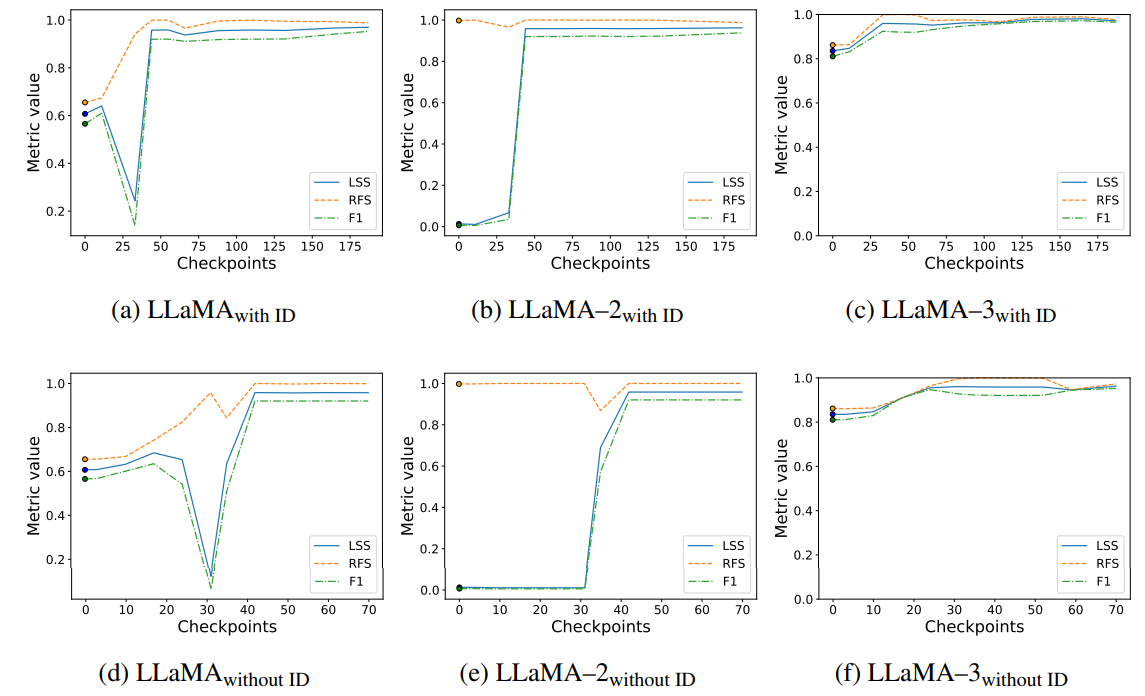 1.0
0.8
0.6
0.4
0.2
Metric value
LSS
RFS
F1
0 25 50 75 100 125 150 175
Checkpoints
(a) LLaMAwith ID
1.0
0.8
0.6
0.4
0.2
0.0
Metric value
LSS
RFS
F1
0 25 50 75 100 125 150 175
Checkpoints
(b) LLaMA–2with ID
1.0
0.8
0.6
0.4
0.2
0.0
Metric value
LSS
RFS
F1
0 25 50 75 100 125 150 175
Checkpoints
(c) LLaMA–3with ID
1.0
0.8
0.6
0.4
0.2
Metric value
LSS
RFS
F1
0 10 20 30 40 50 60 70
Checkpoints
(d) LLaMAwithout ID
1.0
0.8
0.6
0.4
0.2
0.0
Metric value
LSS
RFS
F1
0 10 20 30 40 50 60 70
Checkpoints
(e) LLaMA–2without ID
1.0
0.8
0.6
0.4
0.2
0.0
Metric value
LSS
RFS
F1
0 10 20 30 40 50 60 70
Checkpoints
(f) LLaMA–3without ID